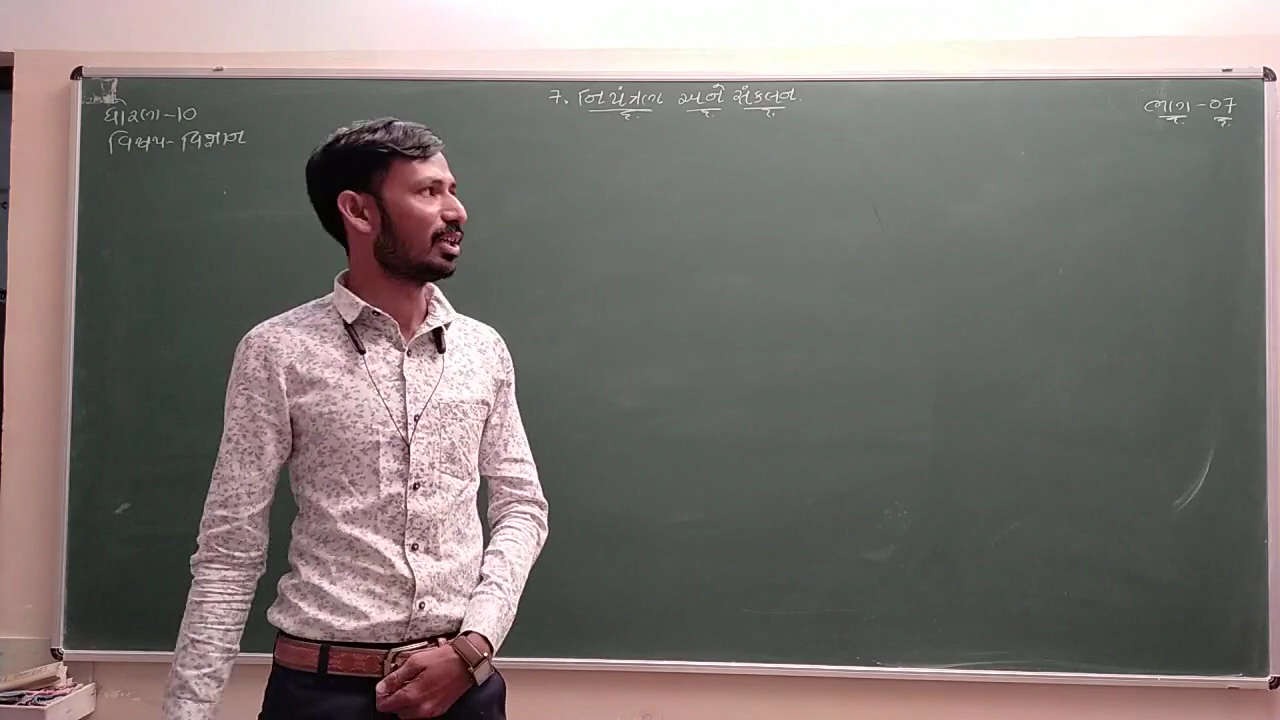 ધોરણ-10
વિષય-વિજ્ઞાન
7. નિયંત્રણ અને સંકલન.
ભાગ-07